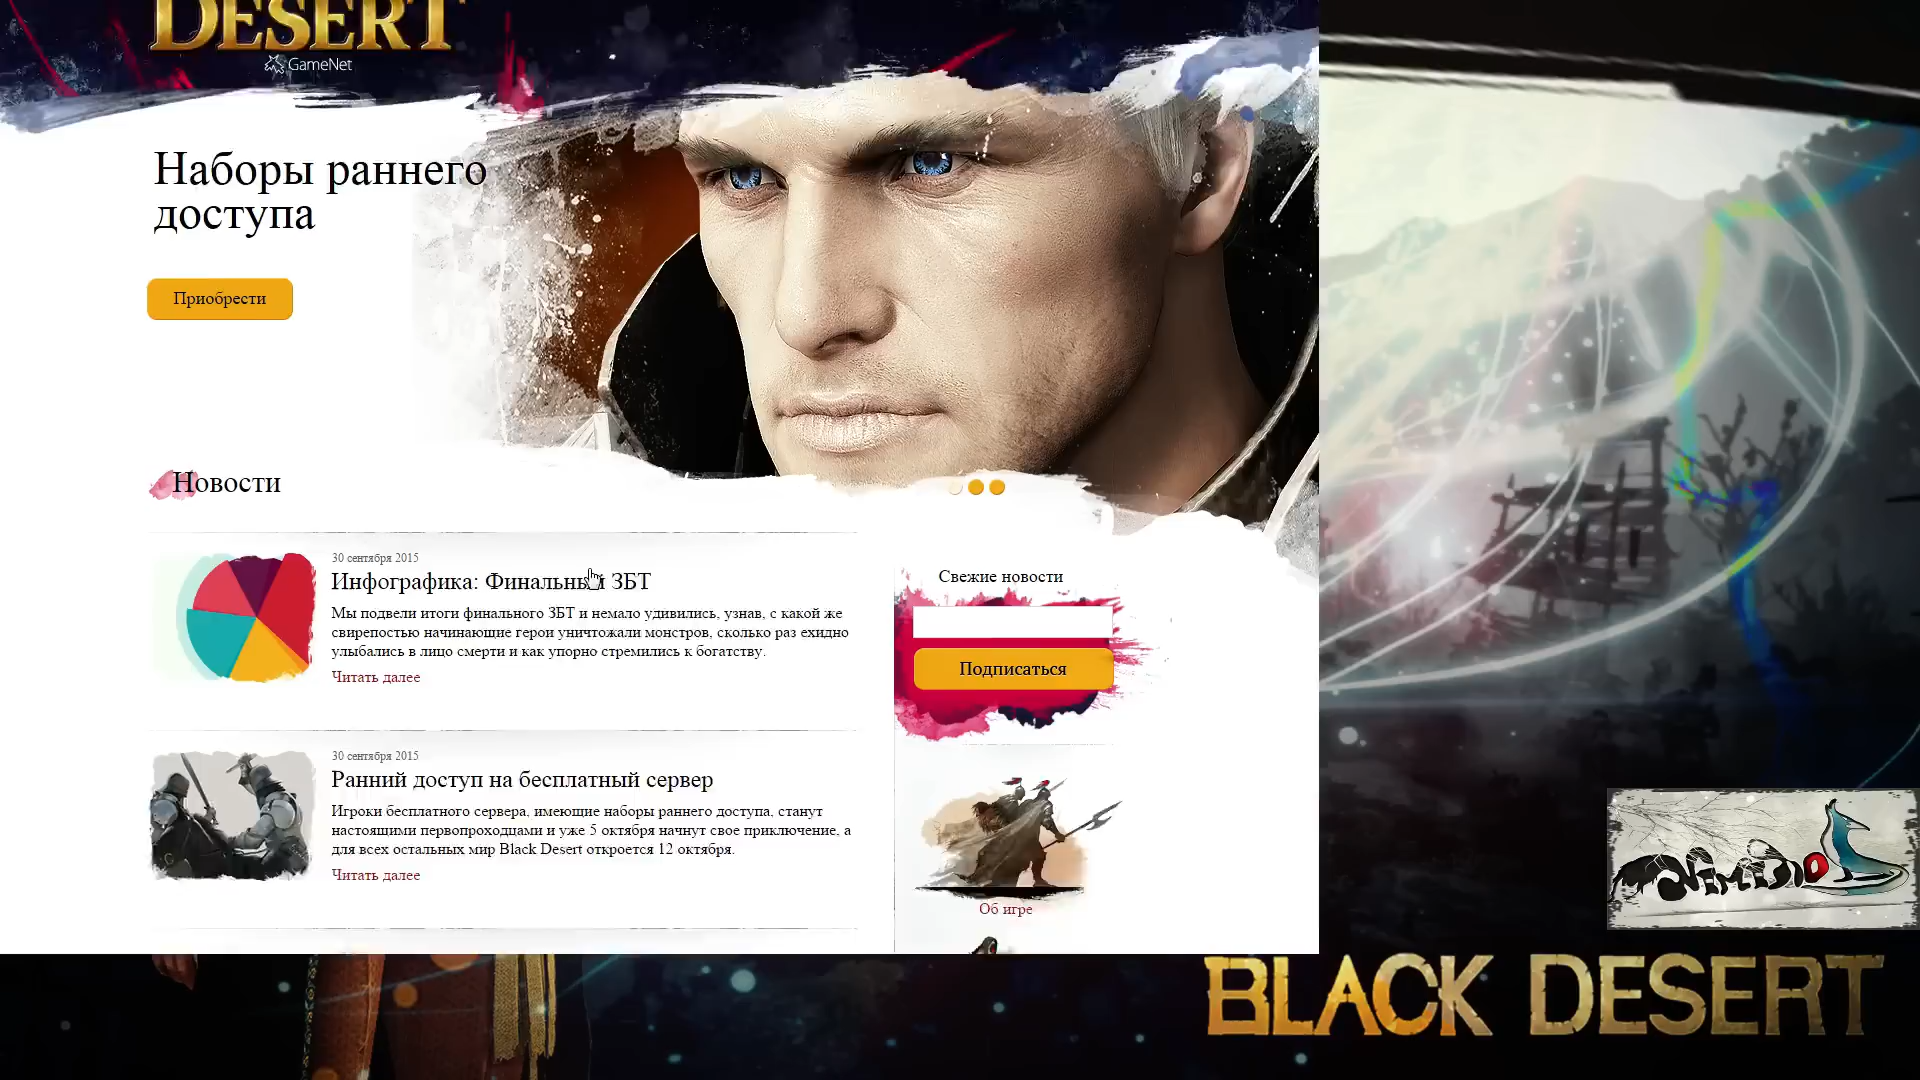 DESERT
GameNet
Наборы раннего
доступа
Приобрести
Новости
30 сентября 2015
Инфографика: Финальный ЗБТ
Мы подвели итоги финального ЗБТ и немало удивились, узнав, с какой же
свирепостью начинающие герои уничтожали монстров, сколько раз ехидно
улыбались в лицо смерти и как упорно стремились к богатству.
Читать далее
30 сентября 2015
Ранний доступ на бесплатный сервер
Игроки бесплатного сервера, имеющие наборы раннего доступа, станут
настоящими первопроходцами и уже 5 октября начнут свое приключение, а
для всех остальных мир Black Desert откроется 12 октября.
Читать далее
Свежие новости
Подписаться
Об игре
BLACK DESERT